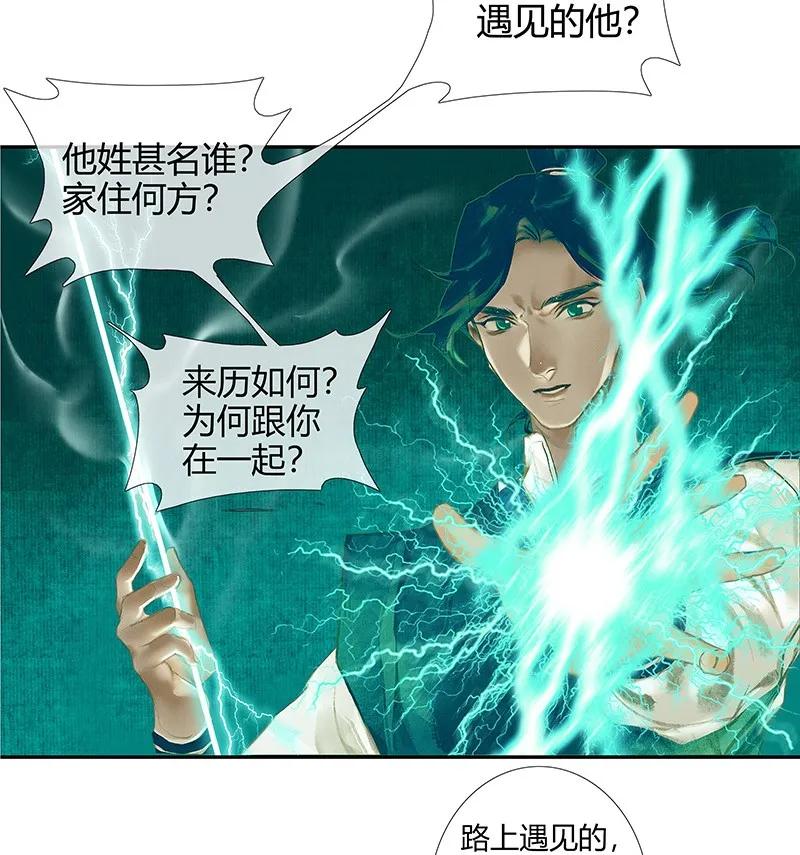 遇见的他？
他姓甚名谁？
家住何方？
来历如何？
为何跟你
在一起？
路上遇见的，